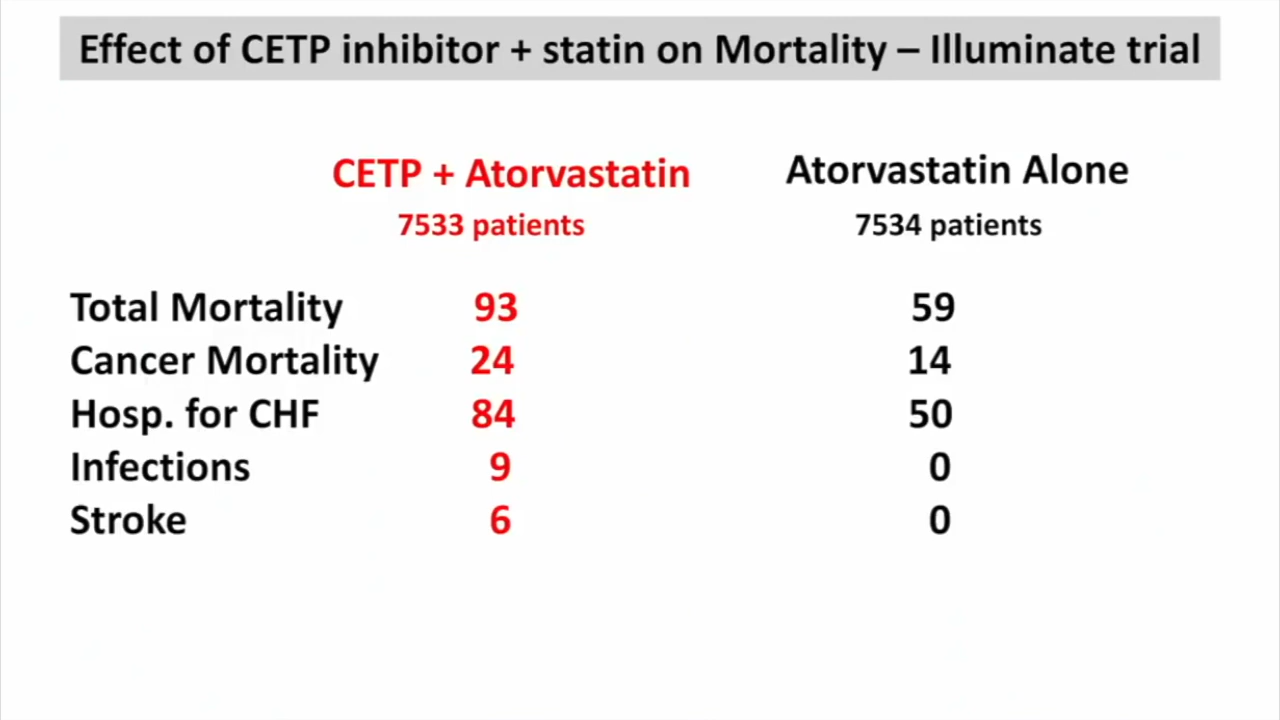 Effect of CETP inhibitor + statin on Mortality – Illuminate trial
CETP + Atorvastatin Atorvastatin Alone
7533 patients 7534 patients
Total Mortality 93 59
Cancer Mortality 24 14
Hosp. for CHF 84 50
Infections 9 0
Stroke 6 0